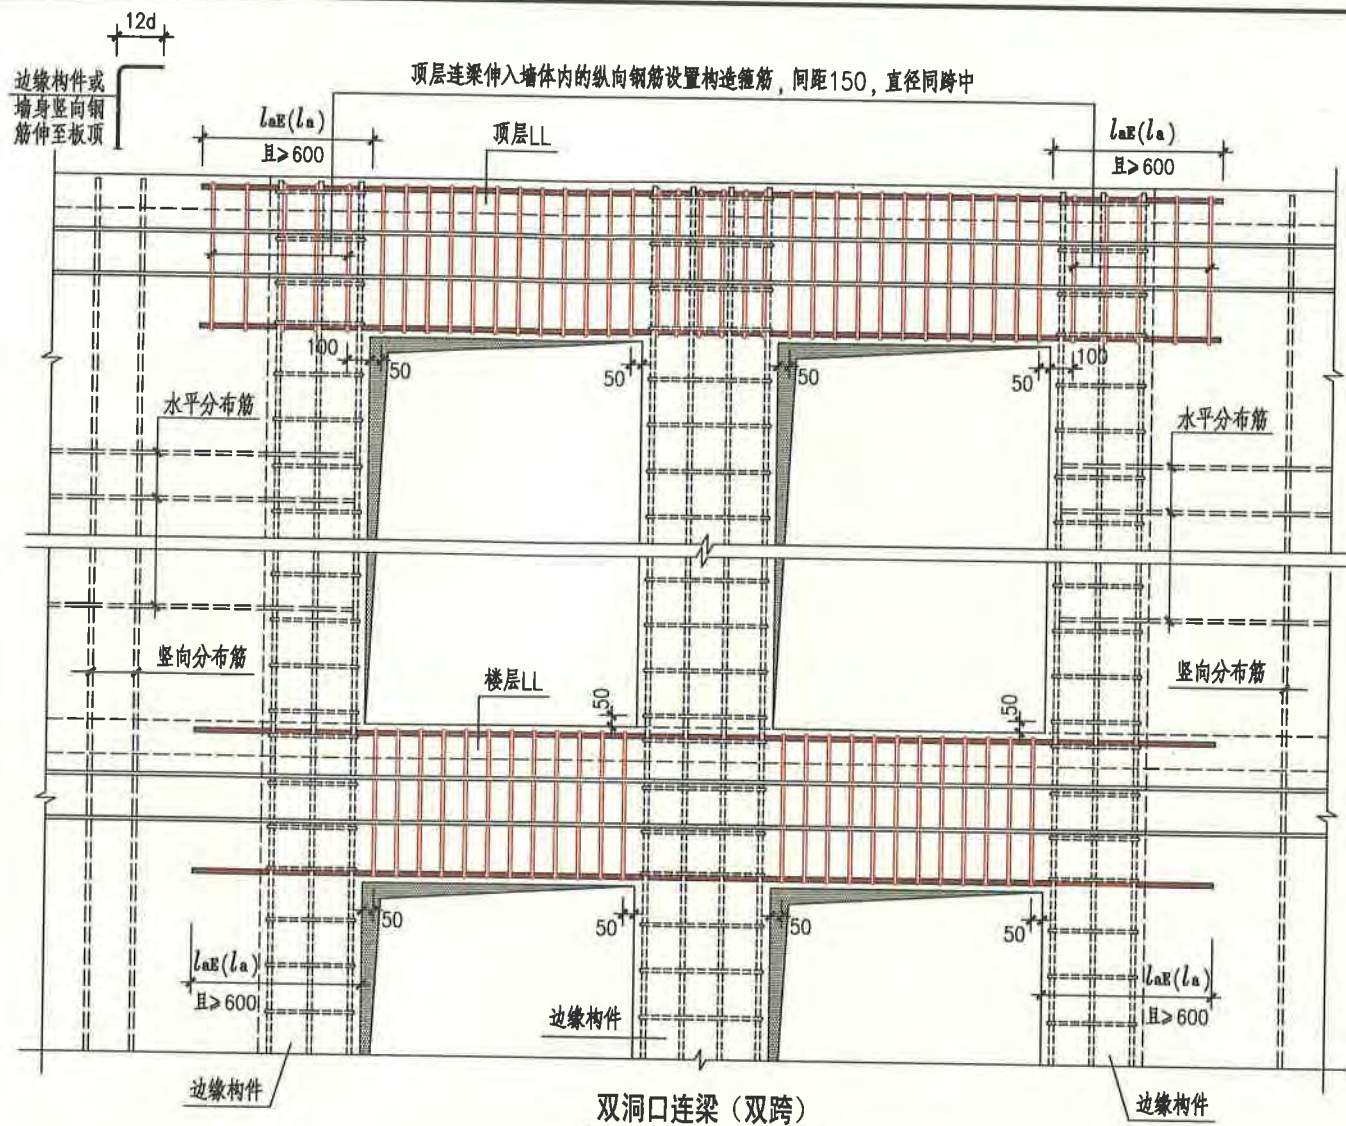 12d
边缘构件或
墙身竖向钢
筋伸至板顶
顶层连梁伸入墙体内的纵向钢筋设置构造箍筋，间距150，直径同跨中
laE(la)
且≥600
顶层LL
laE(la)
且≥600
100
50
50
50
50
100
水平分布筋
水平分布筋
竖向分布筋
楼层LL
50
50
竖向分布筋
50
50
50
50
laE(la)
且≥600
laE(la)
且≥600
边缘构件
边缘构件
边缘构件
双洞口连梁（双跨）